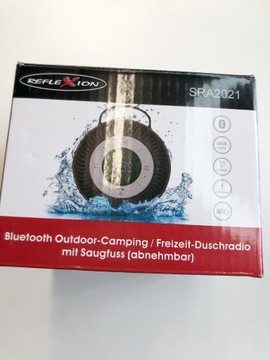 REFLEXION
SRA2021
Bluetooth Outdoor-Camping / Freizeit-Duschradio
mit Saugfuss (abnehmbar)